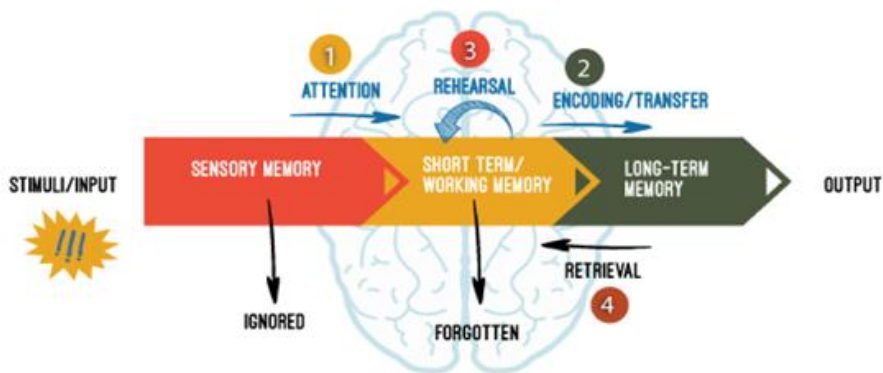 1
3
2
ATTENTION
REHEARSAL
ENCODING/TRANSFER
STIMULI/INPUT
!!!
SENSORY MEMORY
SHORT TERM/
WORKING MEMORY
LONG-TERM
MEMORY
OUTPUT
IGNORED
FORGOTTEN
RETRIEVAL
4